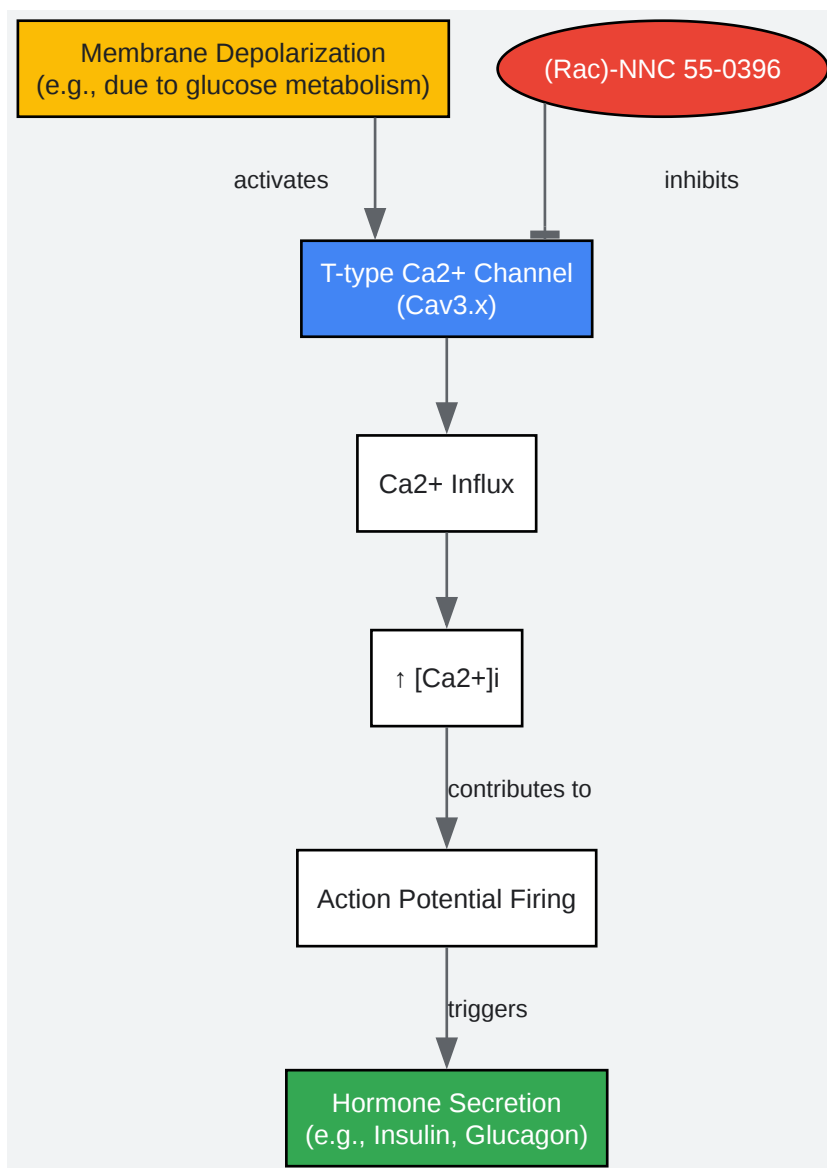 Membrane Depolarization
(e.g., due to glucose metabolism)
(Rac)-NNC 55-0396
activates
inhibits
T-type Ca2+ Channel
(Cav3.x)
Ca2+ Influx
↑ [Ca2+]i
contributes to
Action Potential Firing
triggers
Hormone Secretion
(e.g., Insulin, Glucagon)